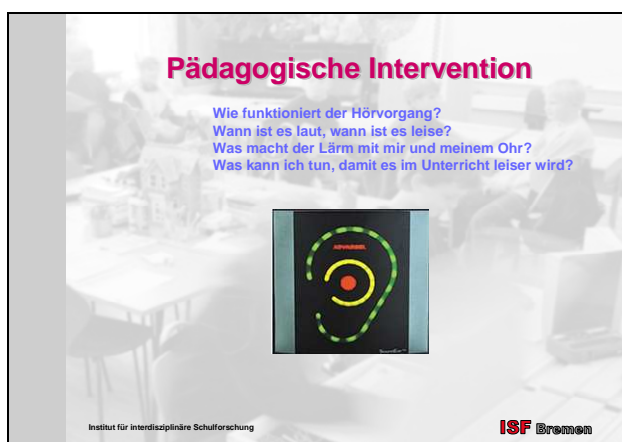 Pädagogische Intervention
Wie funktioniert der Hörvorgang?
Wann ist es laut, wann ist es leise?
Was macht der Lärm mit mir und meinem Ohr?
Was kann ich tun, damit es im Unterricht leiser wird?
Institut für interdisziplinäre Schulforschung
ISF Bremen